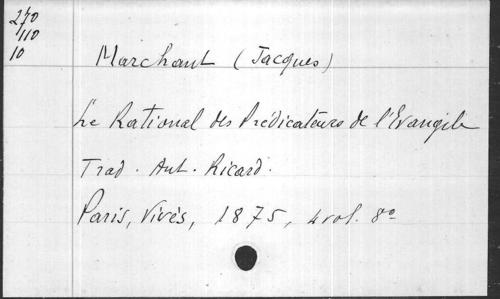 270
110
10
Marchant (Jacques)
Le Rational des Prédicateurs de l'Evangile
Trad. Ant. Ricard.
Paris, Vivès, 1875, 4 vol. 8º